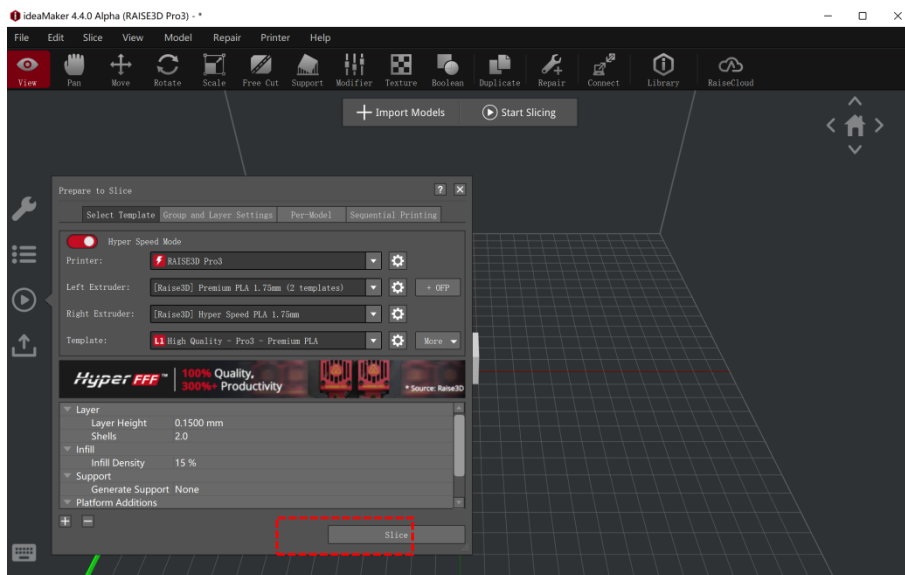 ideaMaker 4.4.0 Alpha (RAISE3D Pro3) - *
File Edit Slice View Model Repair Printer Help
View Pan Move Rotate Scale Free Cut Support Modifier Texture Boolean Duplicate Repair Connect Library RaiseCloud
Import Models Start Slicing
Prepare to Slice ?
Select Template Group and Layer Settings Per-Model Sequential Printing
Hyper Speed Mode
Printer: RAISE3D Pro3
Left Extruder: [Raise3D] Premium PLA 1.75mm (2 templates) + OFP
Right Extruder: [Raise3D] Hyper Speed PLA 1.75mm
Template: L1 High Quality - Pro3 - Premium PLA More
Hyper FFF™ 100% Quality,
300%+ Productivity
* Source: Raise3D
Layer
Layer Height 0.1500 mm
Shells 2.0
Infill
Infill Density 15 %
Support
Generate Support None
Platform Additions
Slice